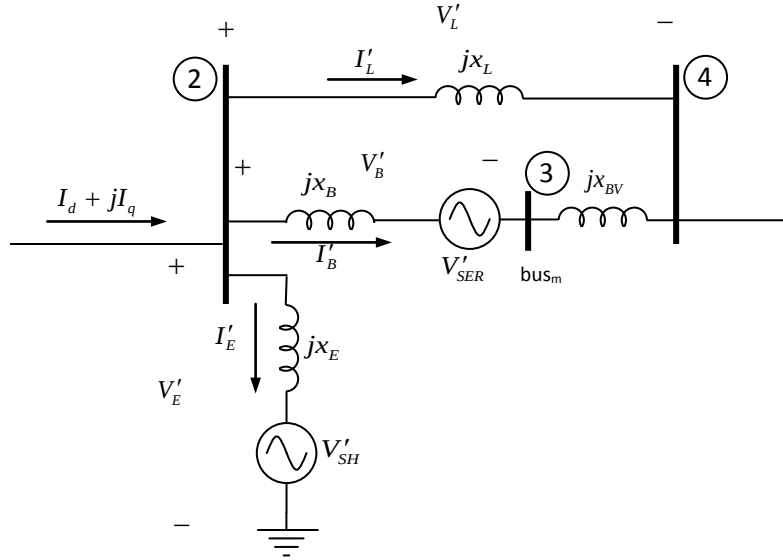 V'_L
+ −
I'_L jx_L
2 4
+ V'_B − 3
jx_B jx_BV
I_d + jI_q
I'_B V'_SER bus_m
+
I'_E jx_E
V'_E
V'_SH
−